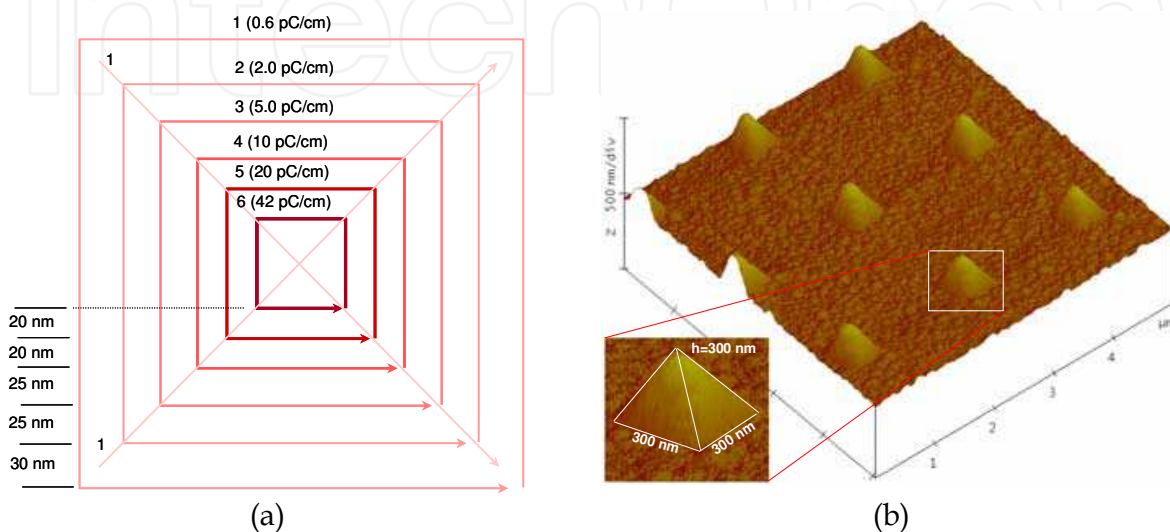 1 (0.6 pC/cm)
1
2 (2.0 pC/cm)
3 (5.0 pC/cm)
4 (10 pC/cm)
5 (20 pC/cm)
6 (42 pC/cm)
20 nm
20 nm
25 nm
25 nm
1
30 nm
(a)
Z 500 nm/div
h=300 nm
300 nm
300 nm
1
2
3
4
µm
(b)